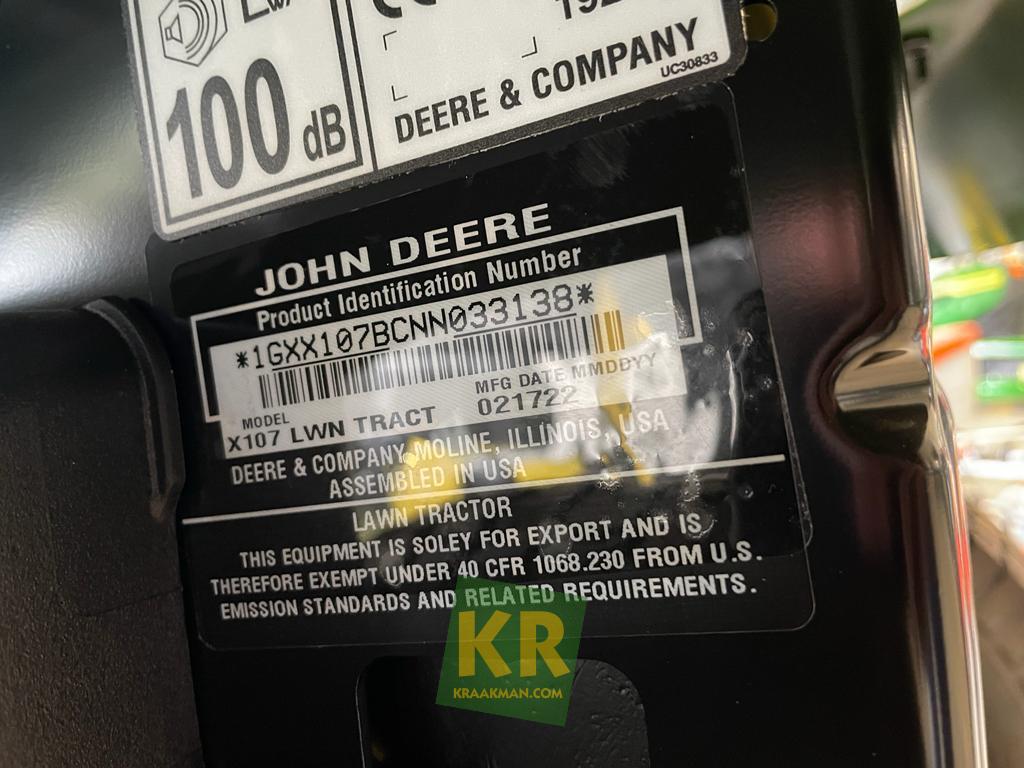 100 dB
DEERE & COMPANY
UC30833
JOHN DEERE
Product Identification Number
*1GXX107BCNN033138*
MODEL
X107 LWN TRACT
MFG DATE MMDDYY
021722
DEERE & COMPANY MOLINE, ILLINOIS, USA
ASSEMBLED IN USA
LAWN TRACTOR
THIS EQUIPMENT IS SOLEY FOR EXPORT AND IS
THEREFORE EXEMPT UNDER 40 CFR 1068.230 FROM U.S.
EMISSION STANDARDS AND RELATED REQUIREMENTS.
KR
KRAAKMAN.COM